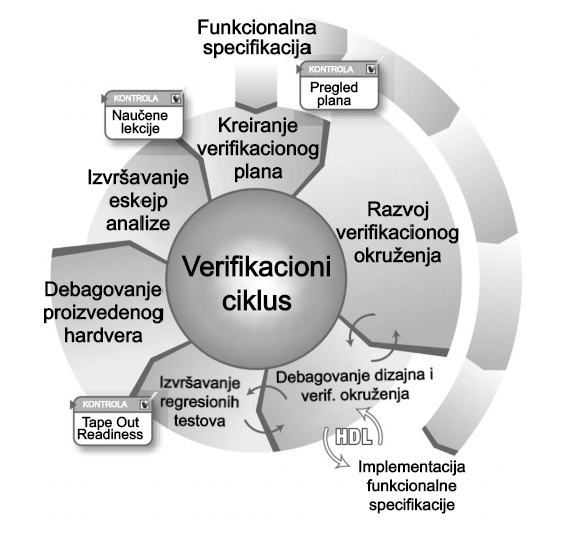 Funkcionalna
specifikacija
KONTROLA
Pregled
plana
KONTROLA
Naučene
lekcije
Kreiranje
verifikacionog
plana
Izvršavanje
eskejp
analize
Razvoj
verifikacionog
okruženja
Verifikacioni
ciklus
Debagovanje
proizvedenog
hardvera
Izvršavanje
regresionih
testova
Debagovanje dizajna i
verif. okruženja
KONTROLA
Tape Out
Readiness
HDL
Implementacija
funkcionalne
specifikacije